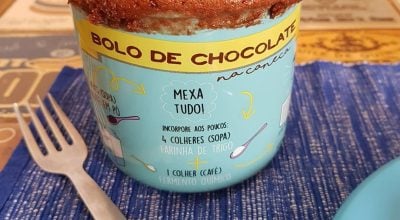 BOLO DE CHOCOLATE
na caneca
MEXA
TUDO!
INCORPORE AOS POUCOS:
4 COLHERES (SOPA)
FARINHA DE TRIGO
+
1 COLHER (CAFÉ)
FERMENTO QUÍMICO